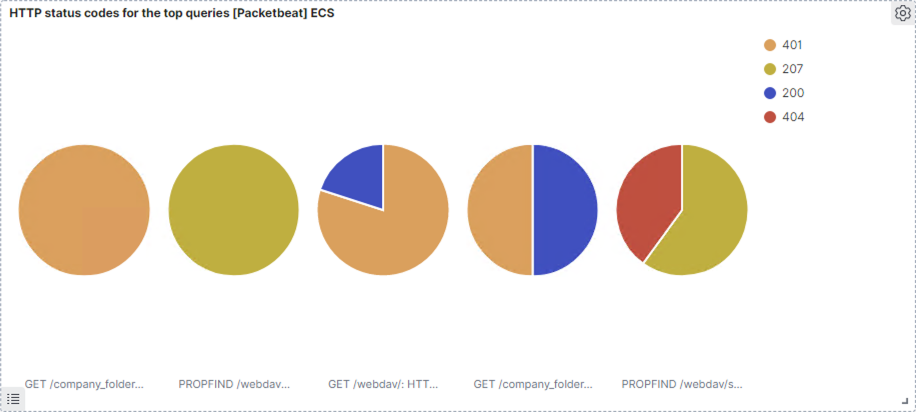 HTTP status codes for the top queries [Packetbeat] ECS
401
207
200
404
GET /company_folder...
PROPFIND /webdav...
GET /webdav/: HTT...
GET /company_folder...
PROPFIND /webdav/s...